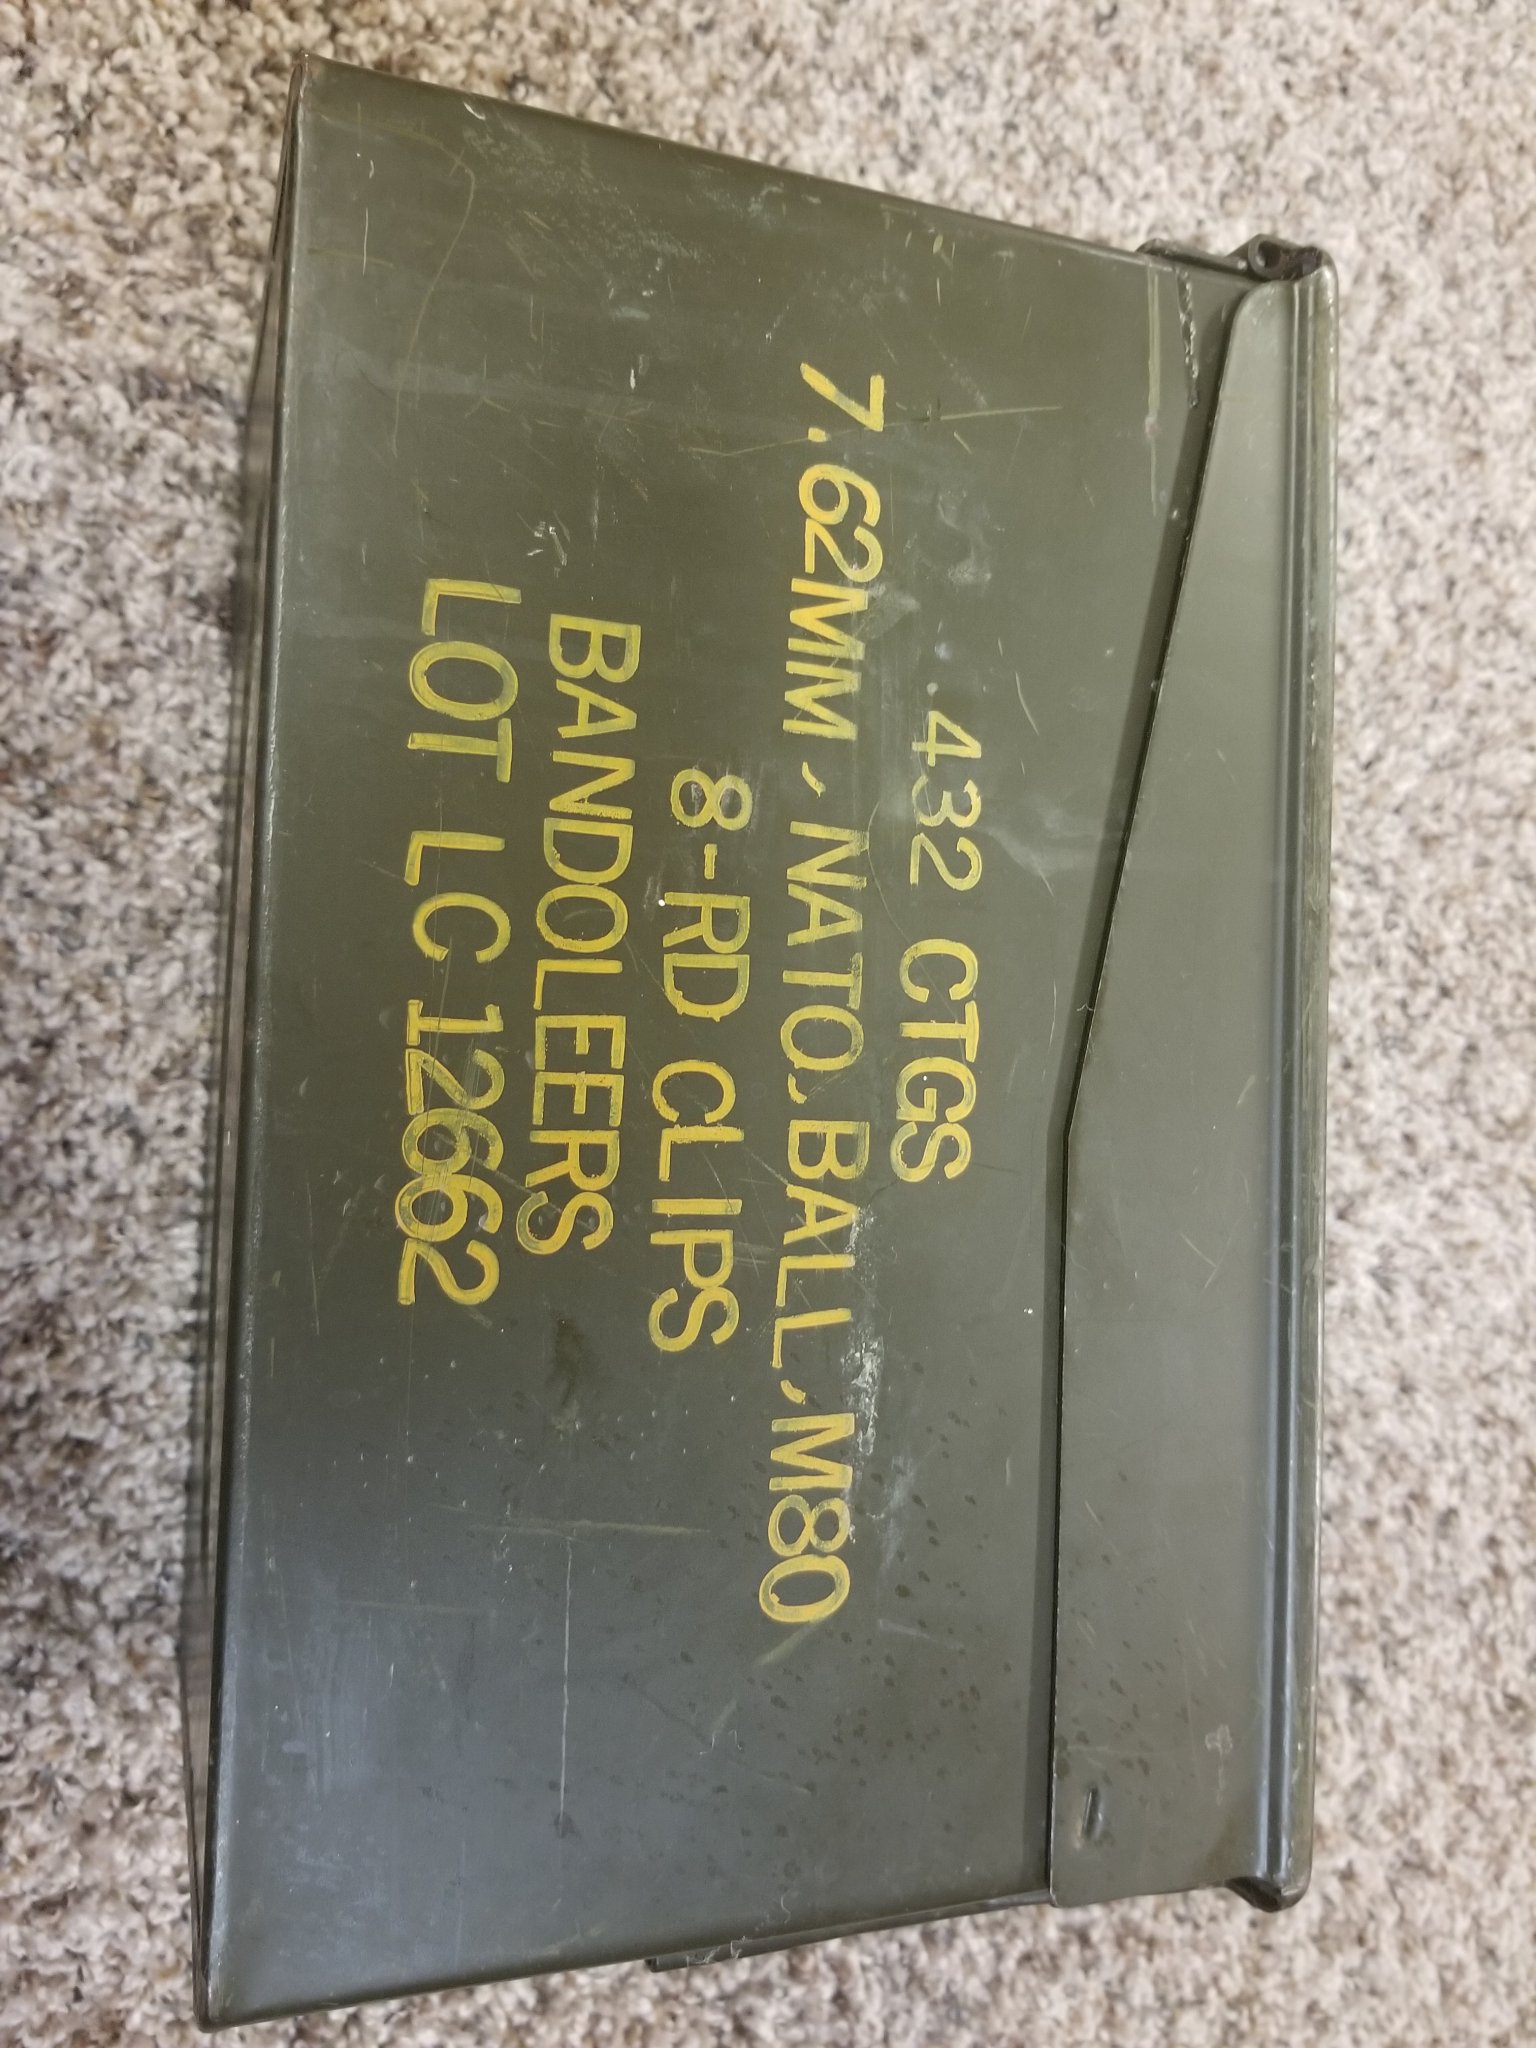 432 CTGS
7.62MM, NATO, BALL, M80
8-RD CLIPS
BANDOLEERS
LOT LC 12662